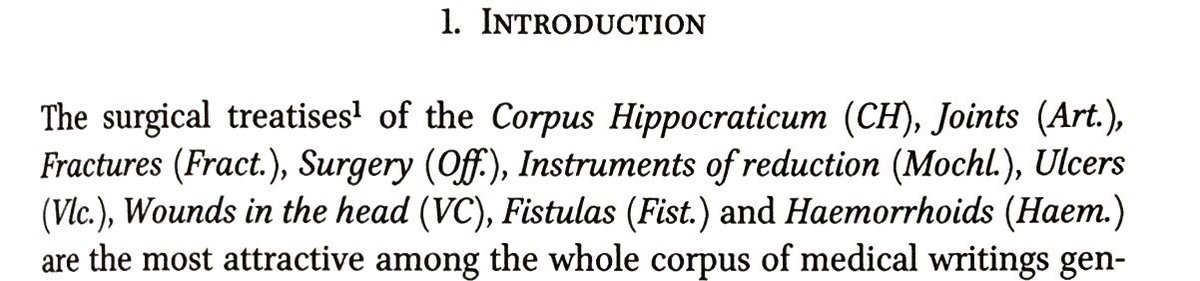 1. INTRODUCTION
The surgical treatises¹ of the Corpus Hippocraticum (CH), Joints (Art.),
Fractures (Fract.), Surgery (Off.), Instruments of reduction (Mochl.), Ulcers
(Vlc.), Wounds in the head (VC), Fistulas (Fist.) and Haemorrhoids (Haem.)
are the most attractive among the whole corpus of medical writings gen-